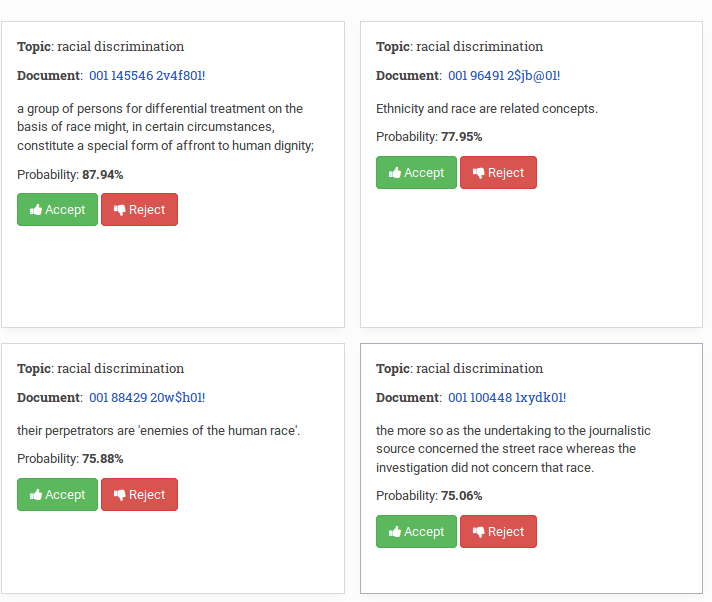 Topic: racial discrimination
Document: 001 145546 2v4f801!
a group of persons for differential treatment on the
basis of race might, in certain circumstances,
constitute a special form of affront to human dignity;
Probability: 87.94%
Accept Reject
Topic: racial discrimination
Document: 001 96491 2$jb@01!
Ethnicity and race are related concepts.
Probability: 77.95%
Accept Reject
Topic: racial discrimination
Document: 001 88429 20w$h01!
their perpetrators are 'enemies of the human race'.
Probability: 75.88%
Accept Reject
Topic: racial discrimination
Document: 001 100448 1xydk01!
the more so as the undertaking to the journalistic
source concerned the street race whereas the
investigation did not concern that race.
Probability: 75.06%
Accept Reject